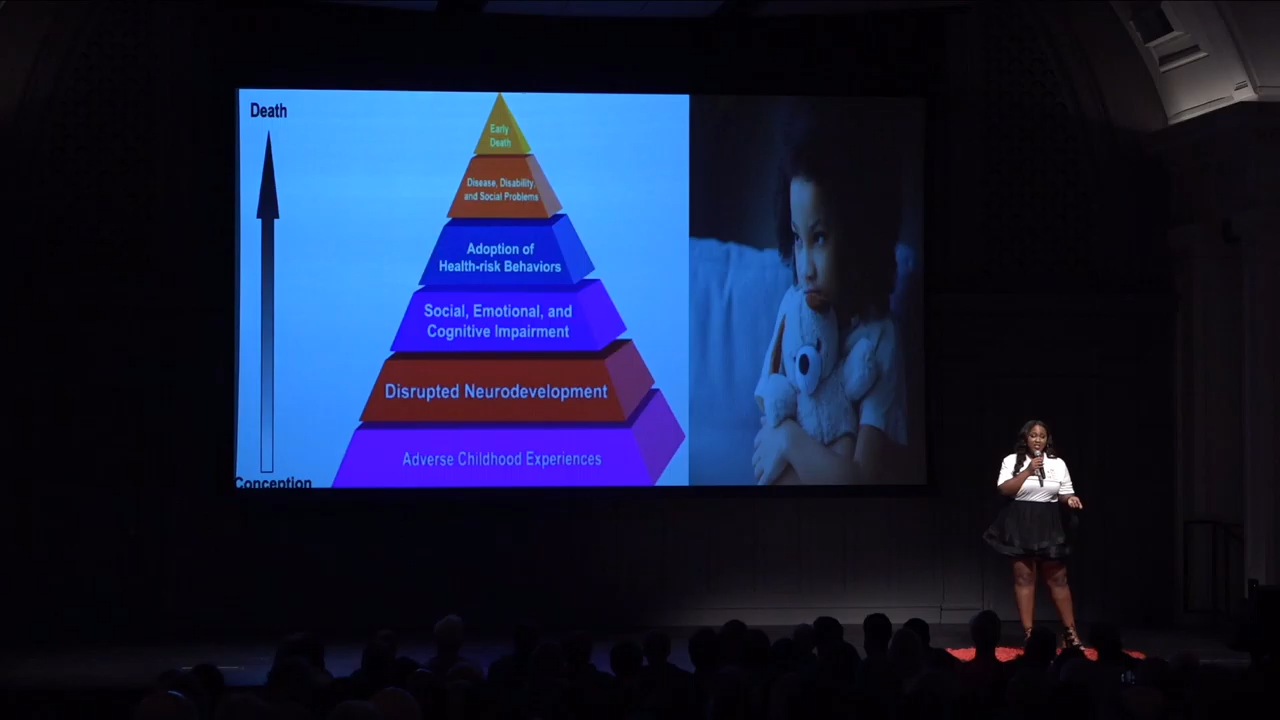 Death
Early
Death
Disease, Disability,
and Social Problems
Adoption of
Health-risk Behaviors
Social, Emotional, and
Cognitive Impairment
Disrupted Neurodevelopment
Adverse Childhood Experiences
Conception